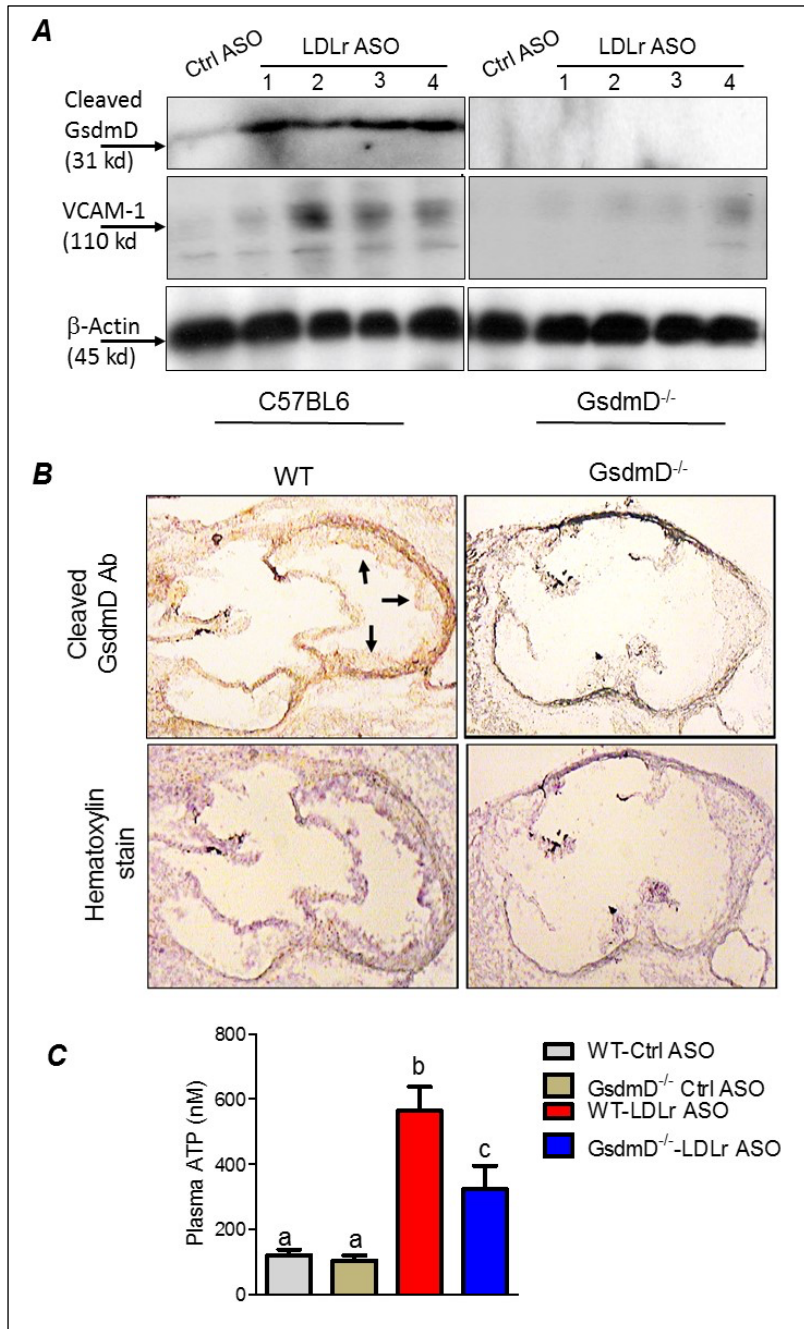 A
Ctrl ASO LDLr ASO Ctrl ASO LDLr ASO
1 2 3 4 1 2 3 4
Cleaved
GsdmD
(31 kd)
VCAM-1
(110 kd
β-Actin
(45 kd)
C57BL6 GsdmD-/-
B
WT GsdmD-/-
Cleaved
GsdmD Ab
Hematoxylin
stain
C
Plasma ATP (nM)
800
600
400
200
0
a
a
b
c
WT-Ctrl ASO
GsdmD-/- Ctrl ASO
WT-LDLr ASO
GsdmD-/--LDLr ASO